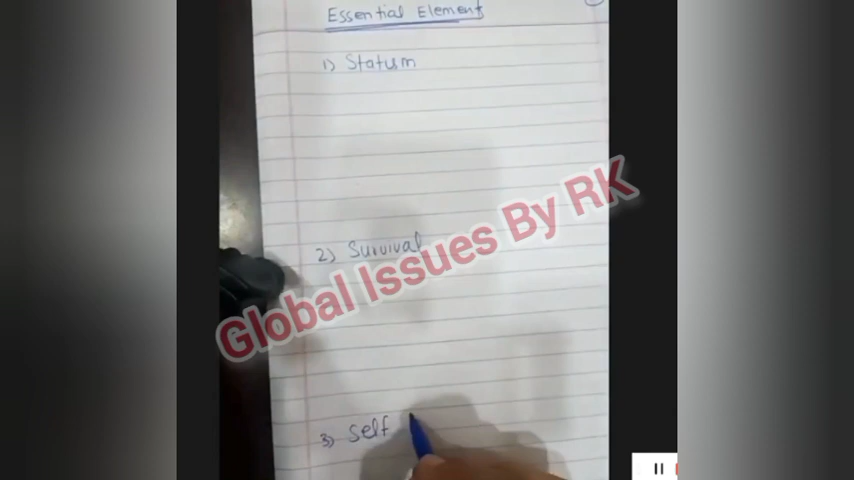 Essential Element
1) Statism
2) Survival
Global Issues By RK
3) Self